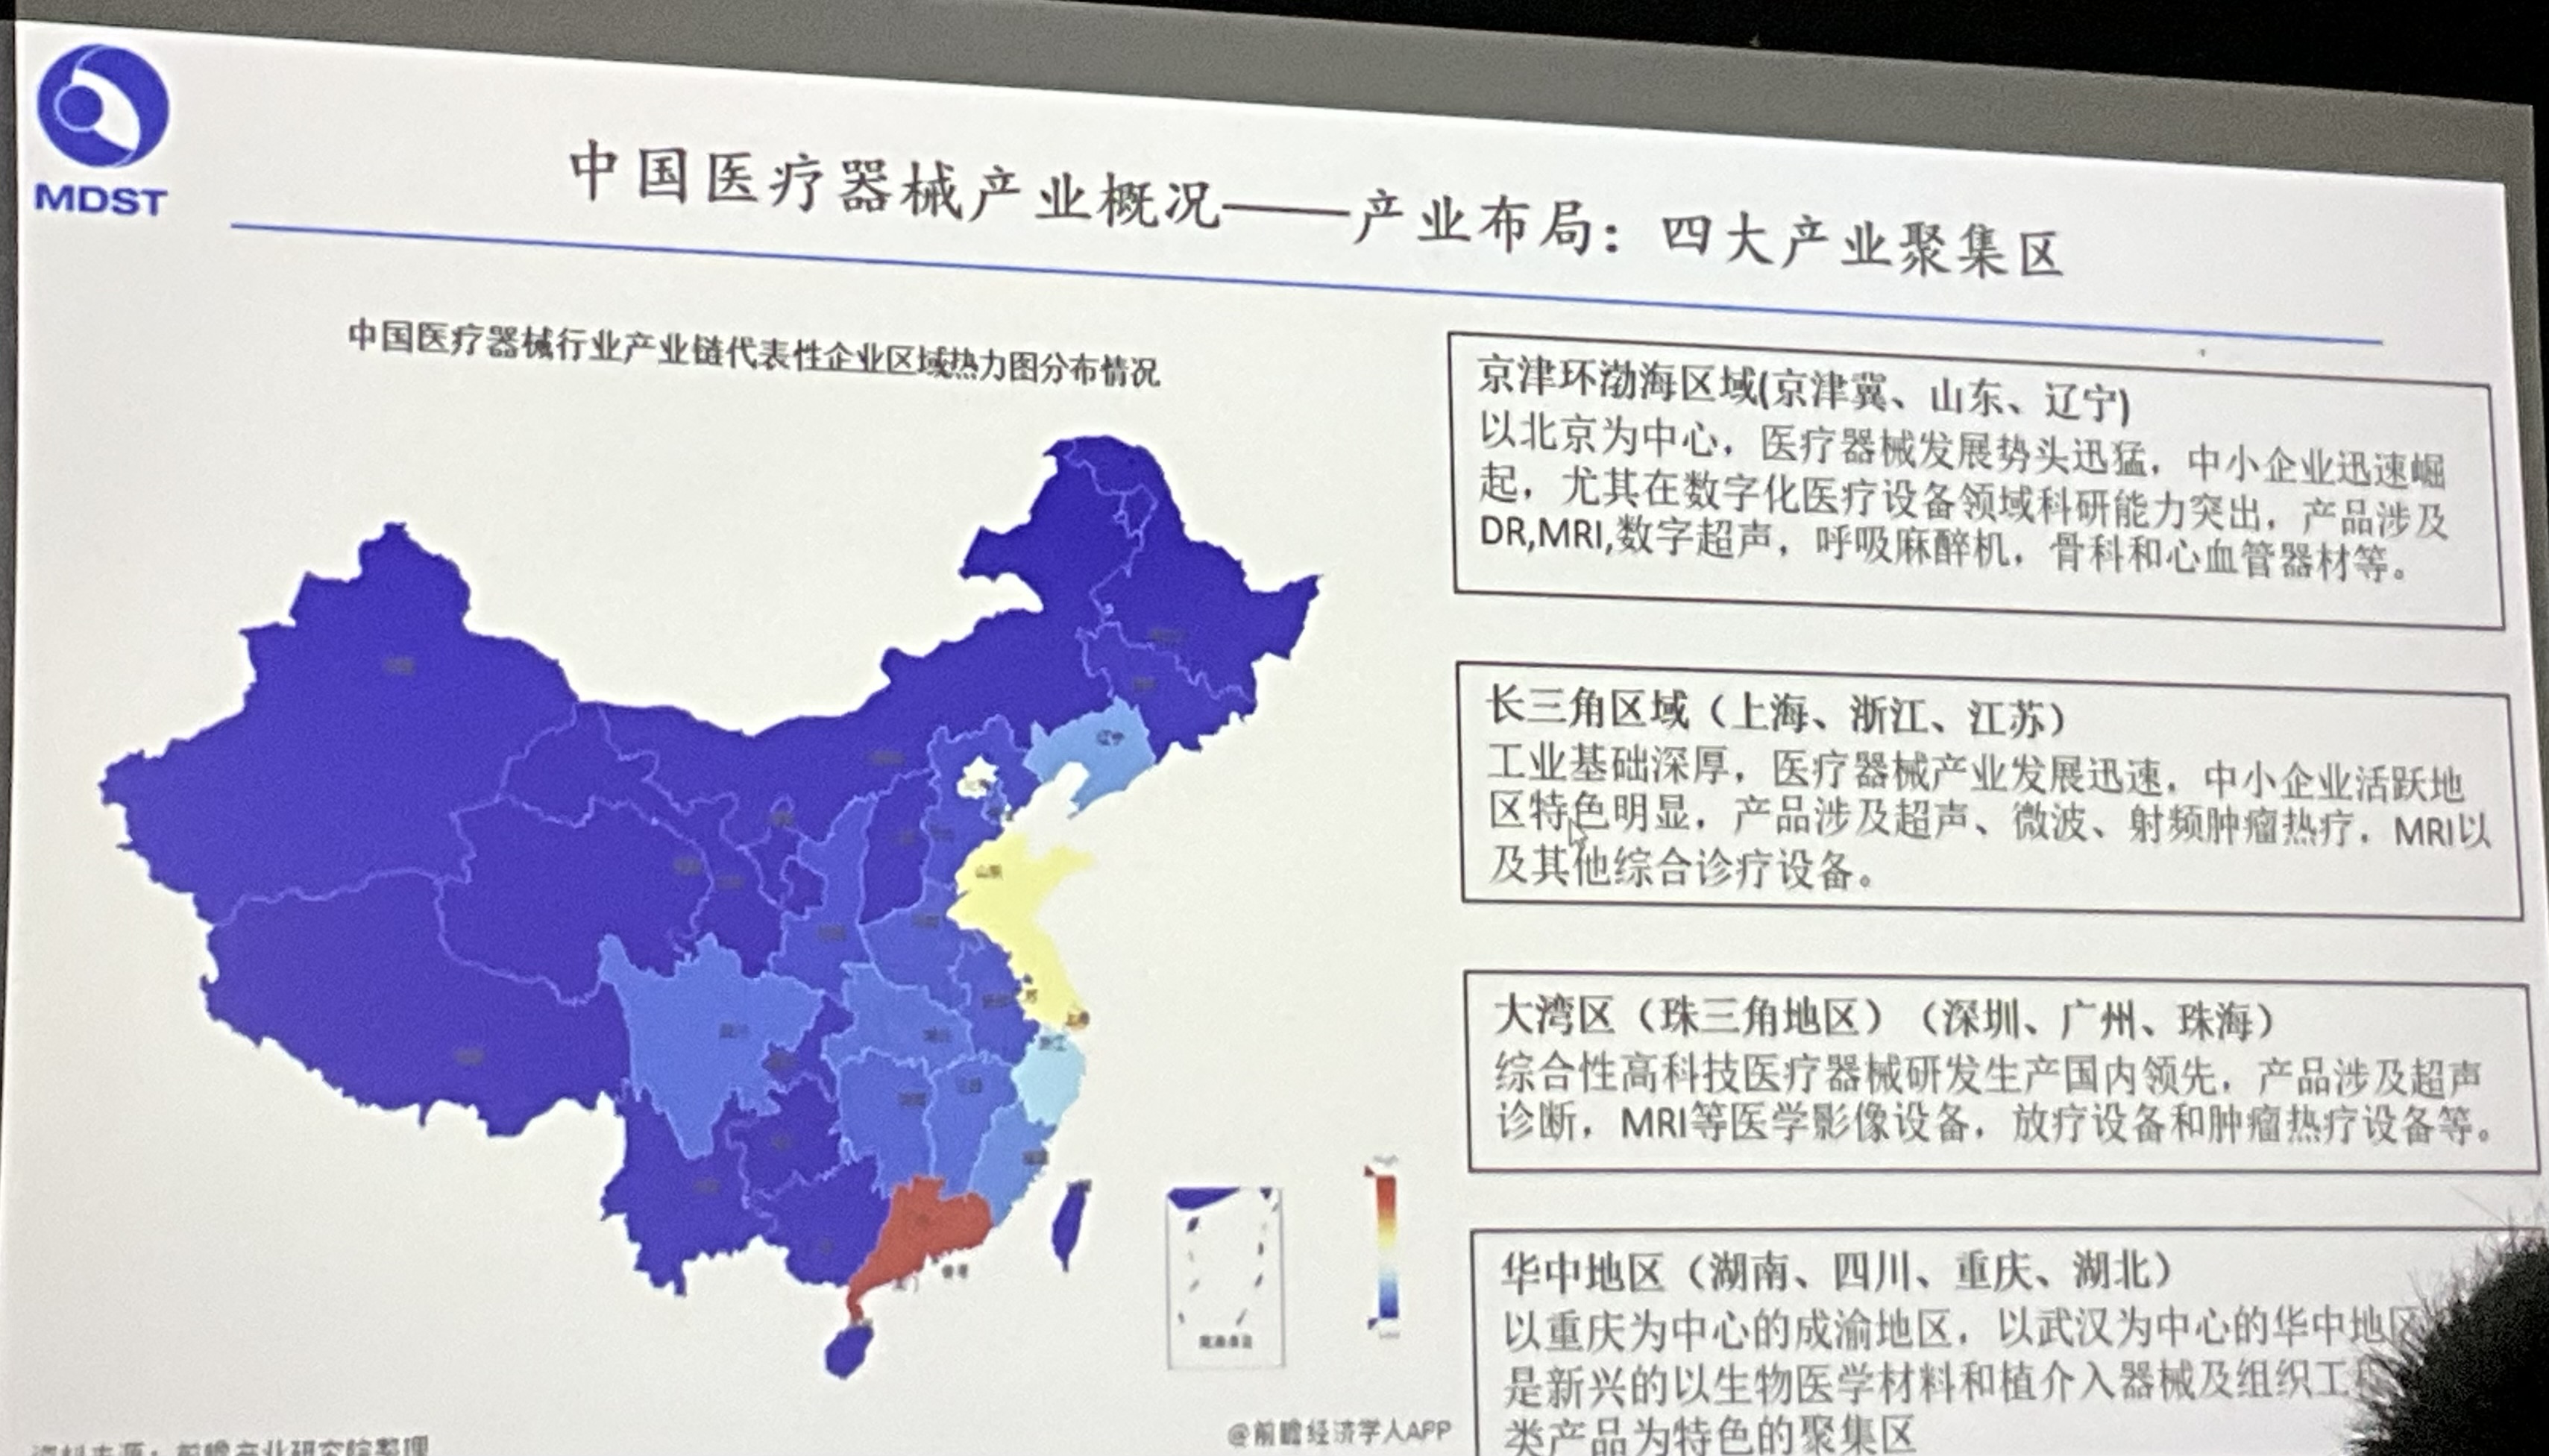 MDST
中国医疗器械产业概况——产业布局：四大产业聚集区
中国医疗器械行业产业链代表性企业区域热力图分布情况
辽宁
山东
上海
浙江
香港
京津环渤海区域(京津冀、山东、辽宁)
以北京为中心，医疗器械发展势头迅猛，中小企业迅速崛
起，尤其在数字化医疗设备领域科研能力突出，产品涉及
DR,MRI,数字超声，呼吸麻醉机，骨科和心血管器材等。
长三角区域（上海、浙江、江苏）
工业基础深厚，医疗器械产业发展迅速，中小企业活跃地
区特色明显，产品涉及超声、微波、射频肿瘤热疗，MRI以
及其他综合诊疗设备。
大湾区（珠三角地区）（深圳、广州、珠海）
综合性高科技医疗器械研发生产国内领先，产品涉及超声
诊断，MRI等医学影像设备，放疗设备和肿瘤热疗设备等。
华中地区（湖南、四川、重庆、湖北）
以重庆为中心的成渝地区，以武汉为中心的华中地区
是新兴的以生物医学材料和植介入器械及组织工
类产品为特色的聚集区
@前瞻经济学人APP
资料来源：前瞻产业研究院整理